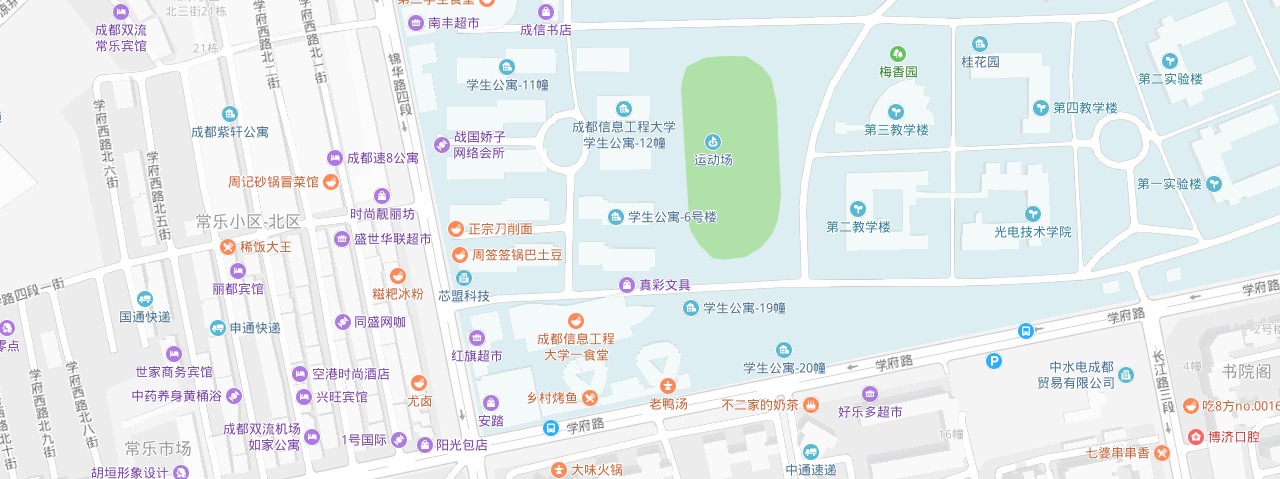 第二学生食堂
成都双流
常乐宾馆
北三街21栋
21栋
南丰超市
成信书店
学府西路北二街
学府西路北一街
锦华路四段
学生公寓-11幢
梅香园
桂花园
第二实验楼
成都紫轩公寓
成都信息工程大学
学生公寓-12幢
第三教学楼
第四教学楼
学府西路北六街
学府西路北五街
战国娇子
网络会所
运动场
成都速8公寓
周记砂锅冒菜馆
第一实验楼
时尚靓丽坊
常乐小区-北区
正宗刀削面
学生公寓-6号楼
第二教学楼
光电技术学院
盛世华联超市
稀饭大王
周签签锅巴土豆
丽都宾馆
糍粑冰粉
芯盟科技
真彩文具
学府路四段一街
国通快递
申通快递
同盛网咖
零点
学生公寓-19幢
学府路
学府路
成都信息工程
大学一食堂
红旗超市
世家商务宾馆
空港时尚酒店
学生公寓-20幢
学府路
中水电成都
贸易有限公司
长江路三段
2号
4幢
书院阁
中药养身黄桶浴
兴旺宾馆
尤卤
安踏
乡村烤鱼
老鸭汤
不二家的奶茶
好乐多超市
吃8方no.0016
学府西路北十街
学府西路北九街
学府西路北八街
常乐市场
成都双流机场
如家公寓
1号国际
阳光包店
学府路
16幢
博济口腔
七婆串串香
胡垣形象设计
大味火锅
中通速递
P